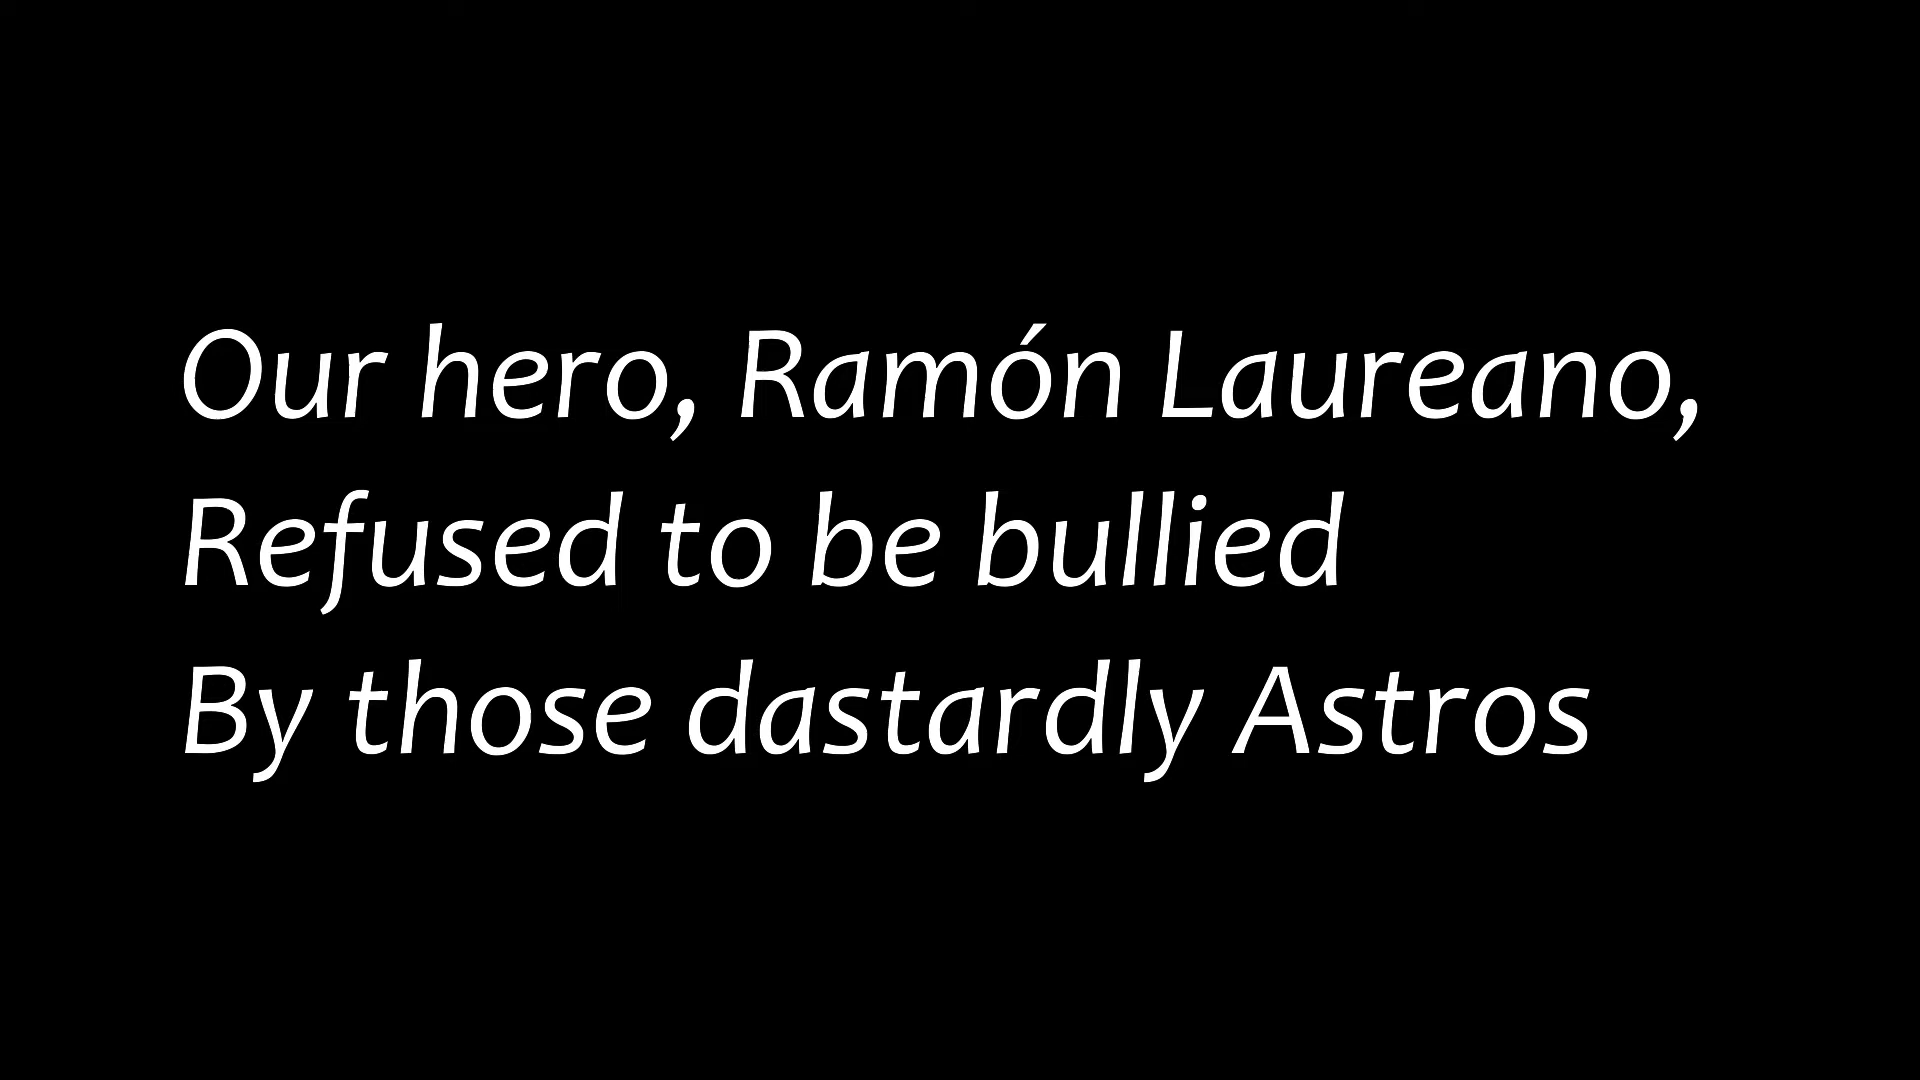 Our hero, Ramón Laureano,
Refused to be bullied
By those dastardly Astros